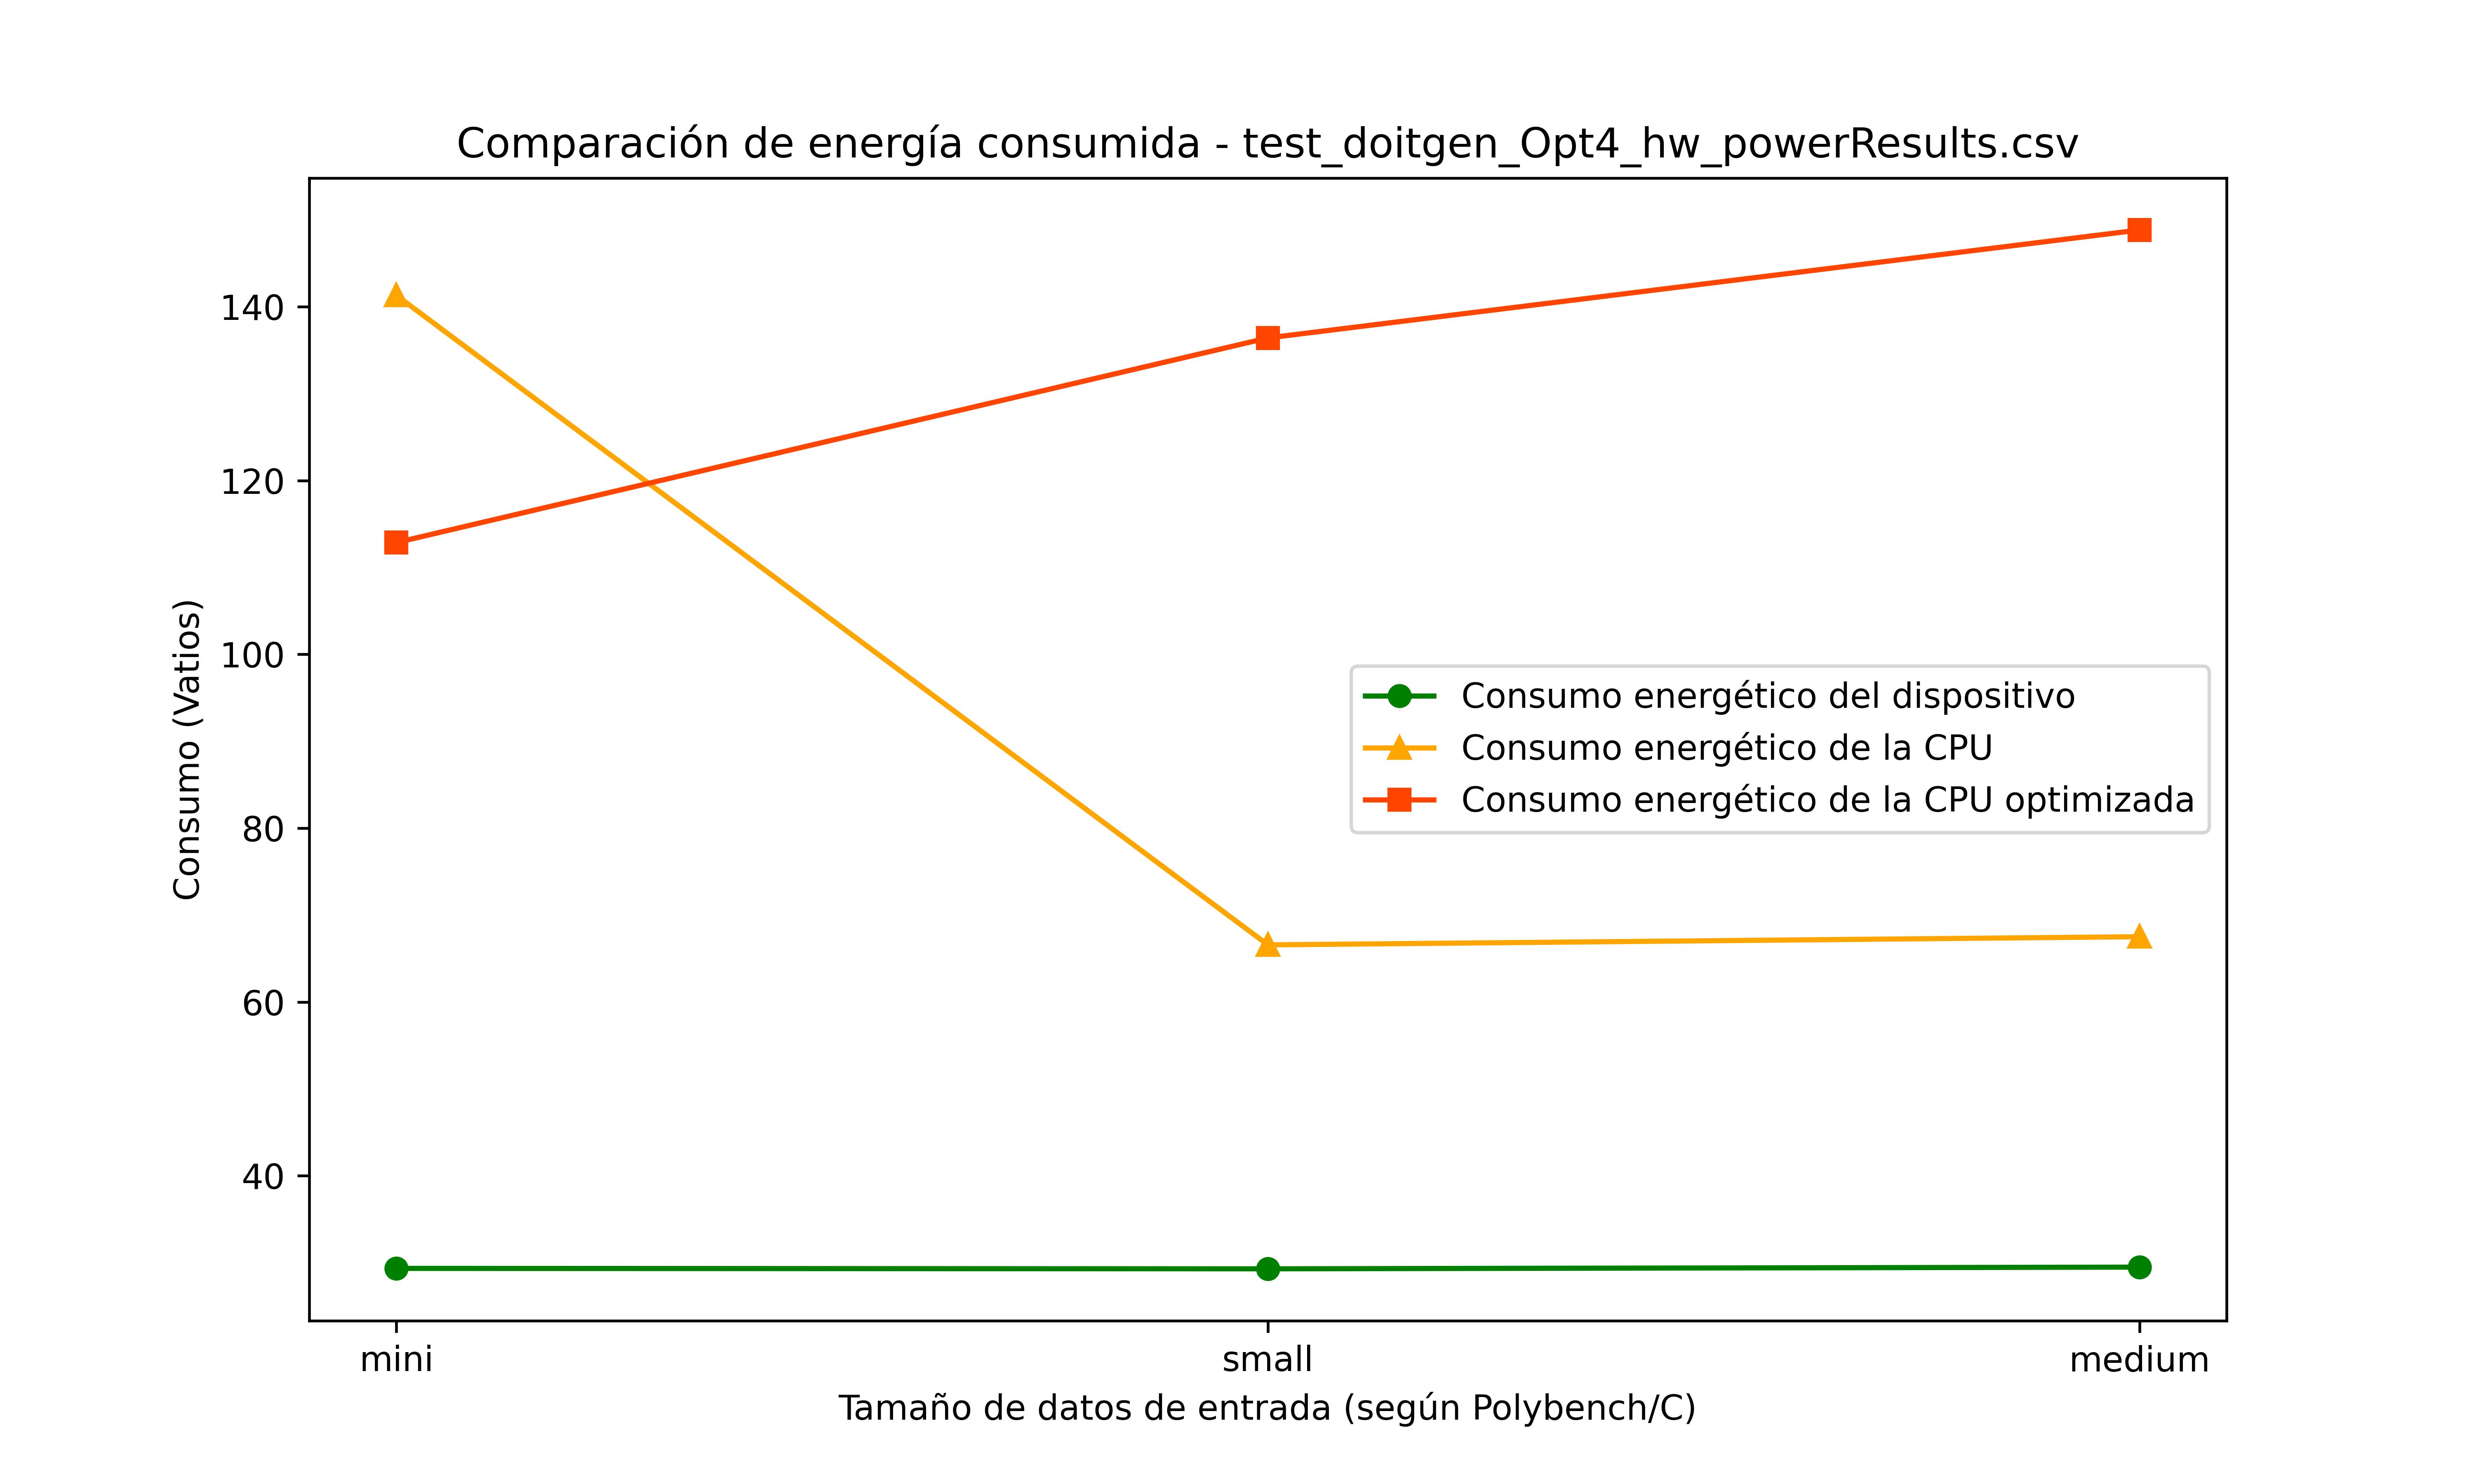 Comparación de energía consumida - test_doitgen_Opt4_hw_powerResults.csv
140
120
100
80
60
40
Consumo (Vatios)
Consumo energético del dispositivo
Consumo energético de la CPU
Consumo energético de la CPU optimizada
mini
small
medium
Tamaño de datos de entrada (según Polybench/C)